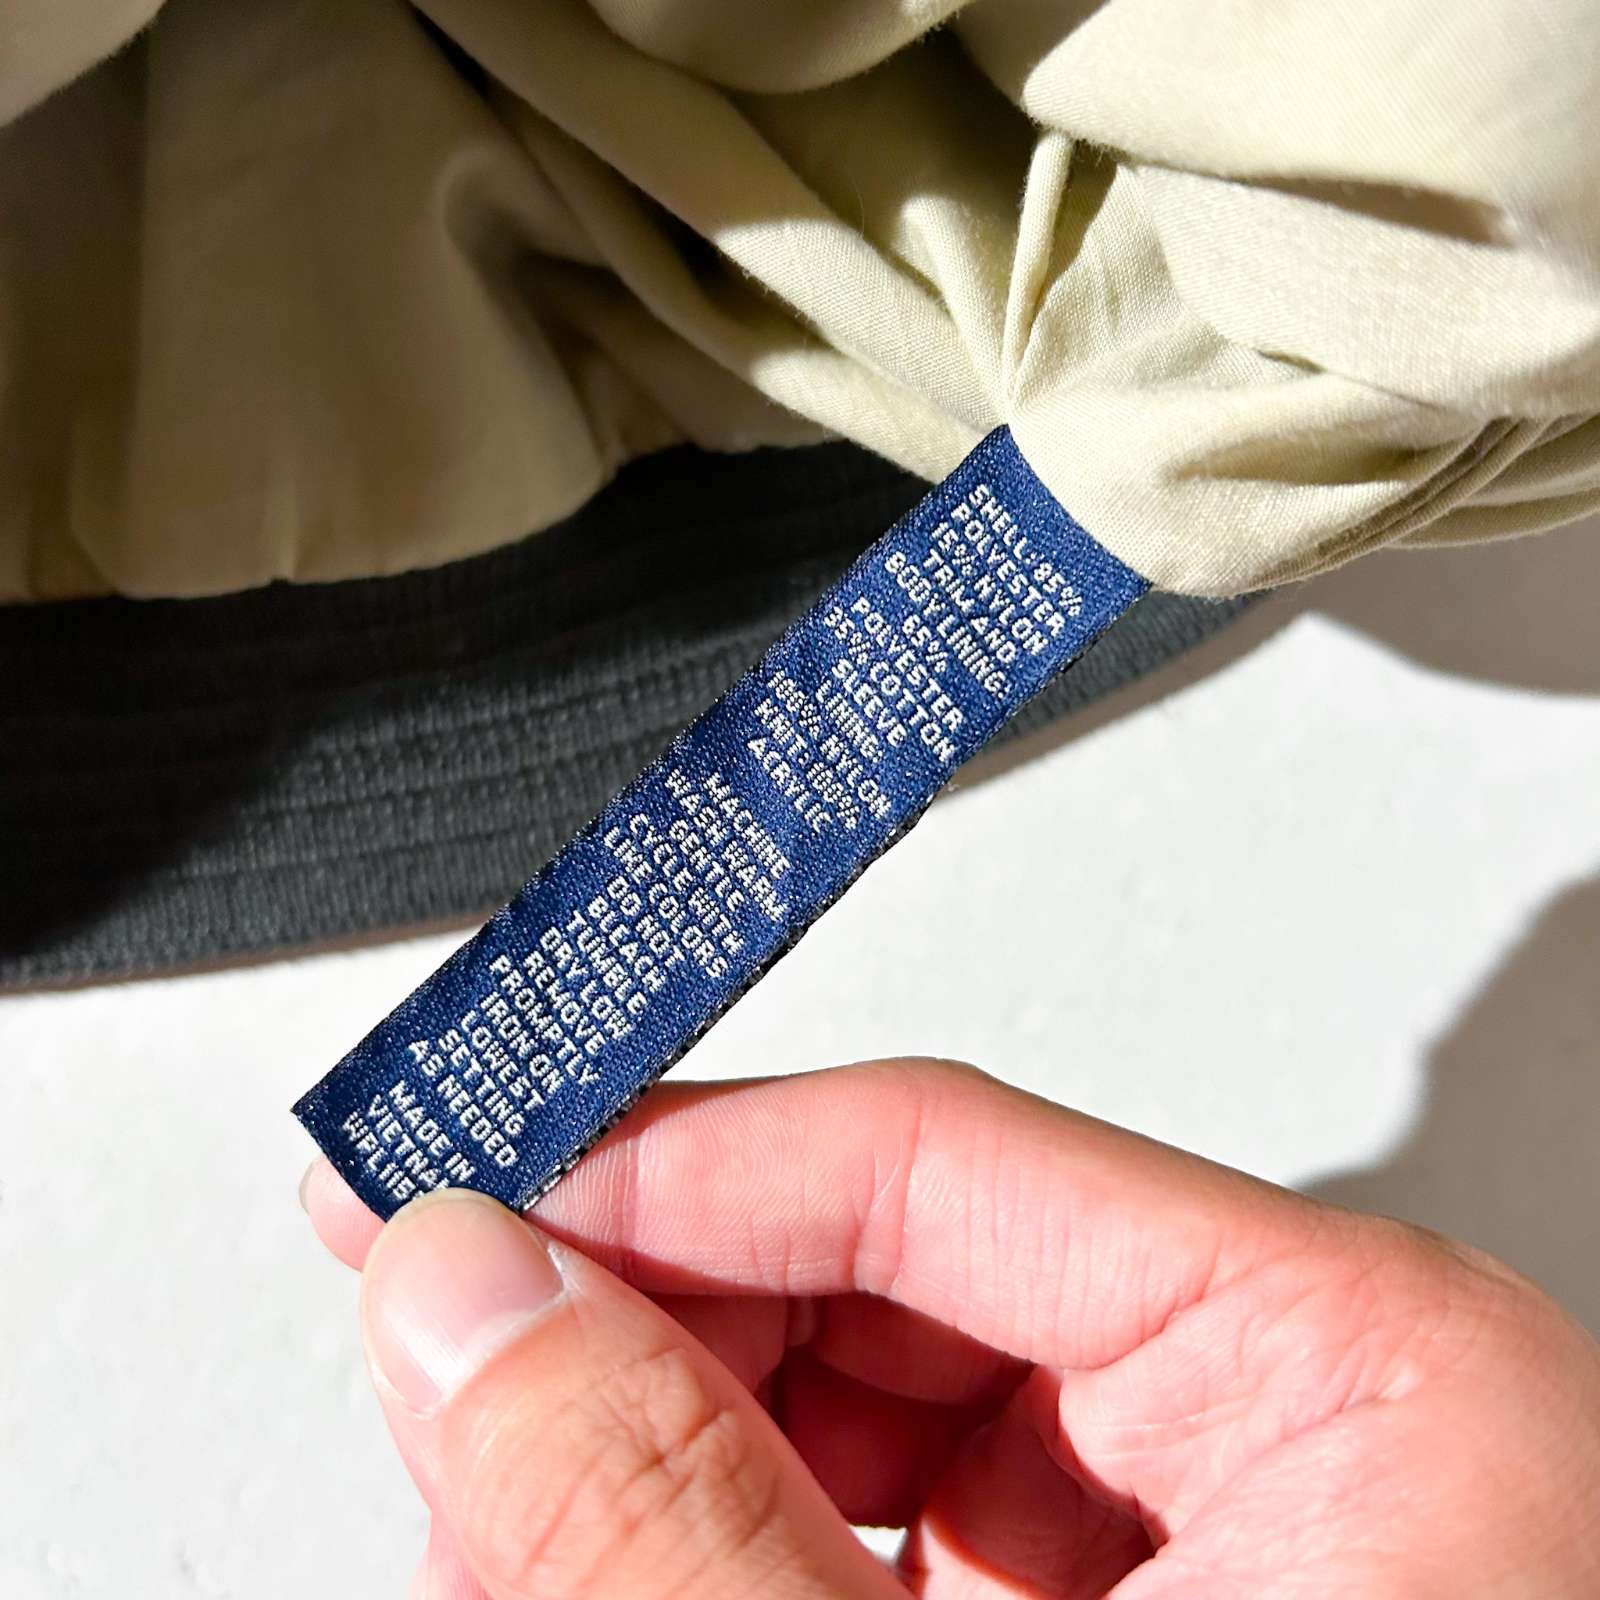 SHELL: 85%
POLYESTER
15% NYLON
TRIM AND
BODY LINING:
65%
POLYESTER
35% COTTON
SLEEVE
LINING:
100% NYLON
KNIT: 100%
ACRYLIC
MACHINE
WASH WARM
GENTLE
CYCLE WITH
LIKE COLORS
DO NOT
BLEACH
TUMBLE
DRY LOW
REMOVE
PROMPTLY
IRON ON
LOWEST
SETTING
AS NEEDED
MADE IN